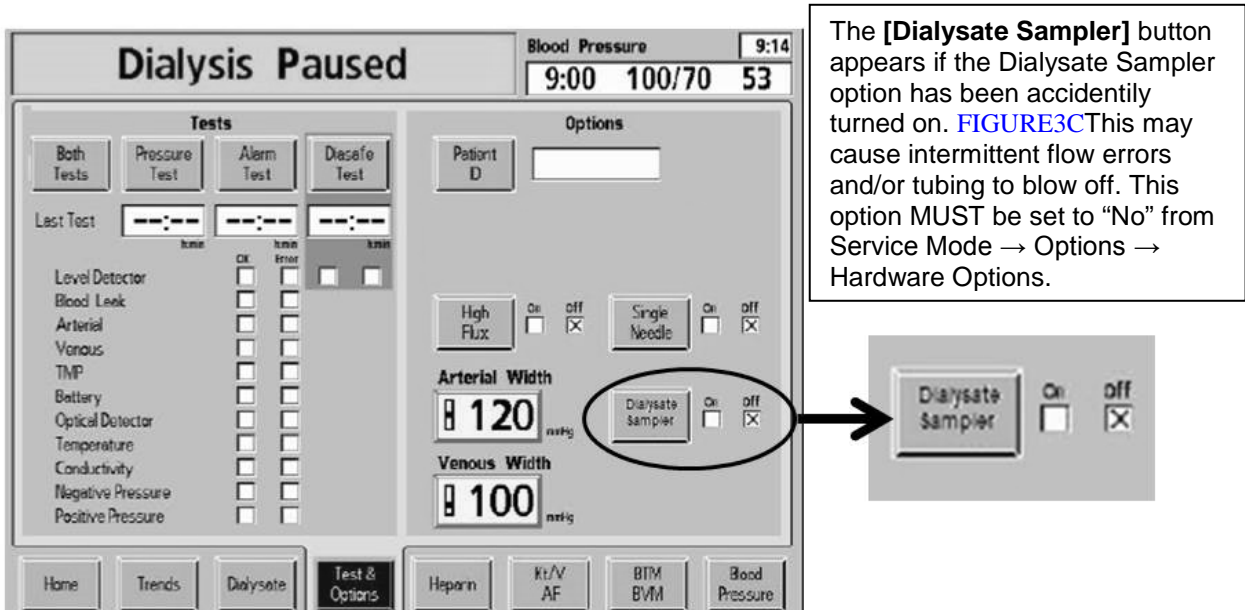 Dialysis Paused
Blood Pressure 9:14
9:00 100/70 53
Tests
Both Tests
Pressure Test
Alarm Test
Diasafe Test
Last Test --:-- --:-- --:--
h:min h:min h:min
OK Error
Level Detector
Blood Leek
Arterial
Venous
TMP
Battery
Optical Detector
Temperature
Conductivity
Negative Pressure
Positive Pressure
Options
Patient ID
High Flux On Off
Single Needle On Off
Arterial Width
120 mmHg
Dialysate Sampler On Off
Venous Width
100 mmHg
Home
Trends
Dialysate
Test & Options
Heparin
Kt/V AF
BTM BVM
Blood Pressure
The [Dialysate Sampler] button
appears if the Dialysate Sampler
option has been accidently
turned on. FIGURE3CThis may
cause intermittent flow errors
and/or tubing to blow off. This
option MUST be set to “No” from
Service Mode → Options →
Hardware Options.
Dialysate Sampler On Off